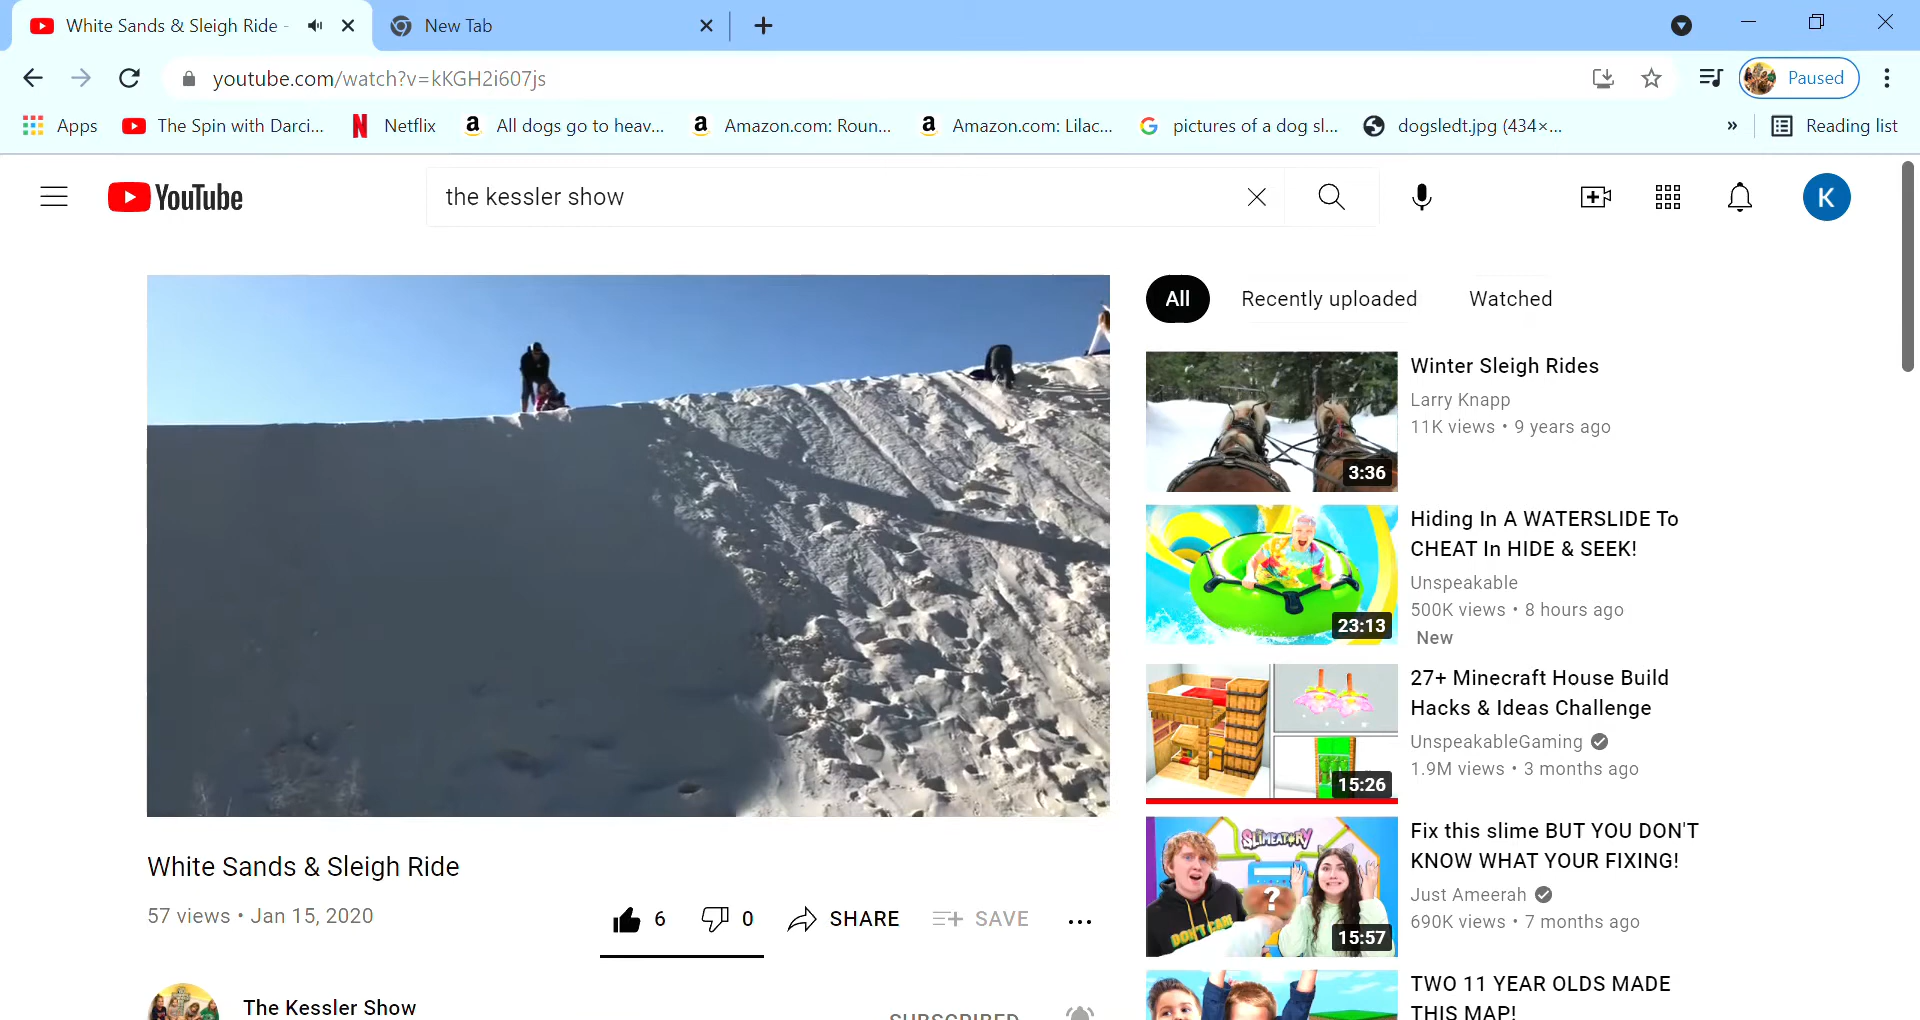 White Sands & Sleigh Ride -
New Tab
youtube.com/watch?v=kKGH2i607js
Paused
Apps
The Spin with Darci...
Netflix
All dogs go to heav...
Amazon.com: Roun...
Amazon.com: Lilac...
pictures of a dog sl...
dogsledt.jpg (434×...
»
Reading list
YouTube
the kessler show
K
All
Recently uploaded
Watched
Winter Sleigh Rides
Larry Knapp
11K views • 9 years ago
3:36
Hiding In A WATERSLIDE To
CHEAT In HIDE & SEEK!
Unspeakable
500K views • 8 hours ago
New
23:13
27+ Minecraft House Build
Hacks & Ideas Challenge
UnspeakableGaming
1.9M views • 3 months ago
15:26
SLIMEATORY
?
DON'T CARE
15:57
Fix this slime BUT YOU DON'T
KNOW WHAT YOUR FIXING!
Just Ameerah
690K views • 7 months ago
TWO 11 YEAR OLDS MADE
THIS MAP!
White Sands & Sleigh Ride
57 views • Jan 15, 2020
6
0
SHARE
SAVE
The Kessler Show
SUBSCRIBED